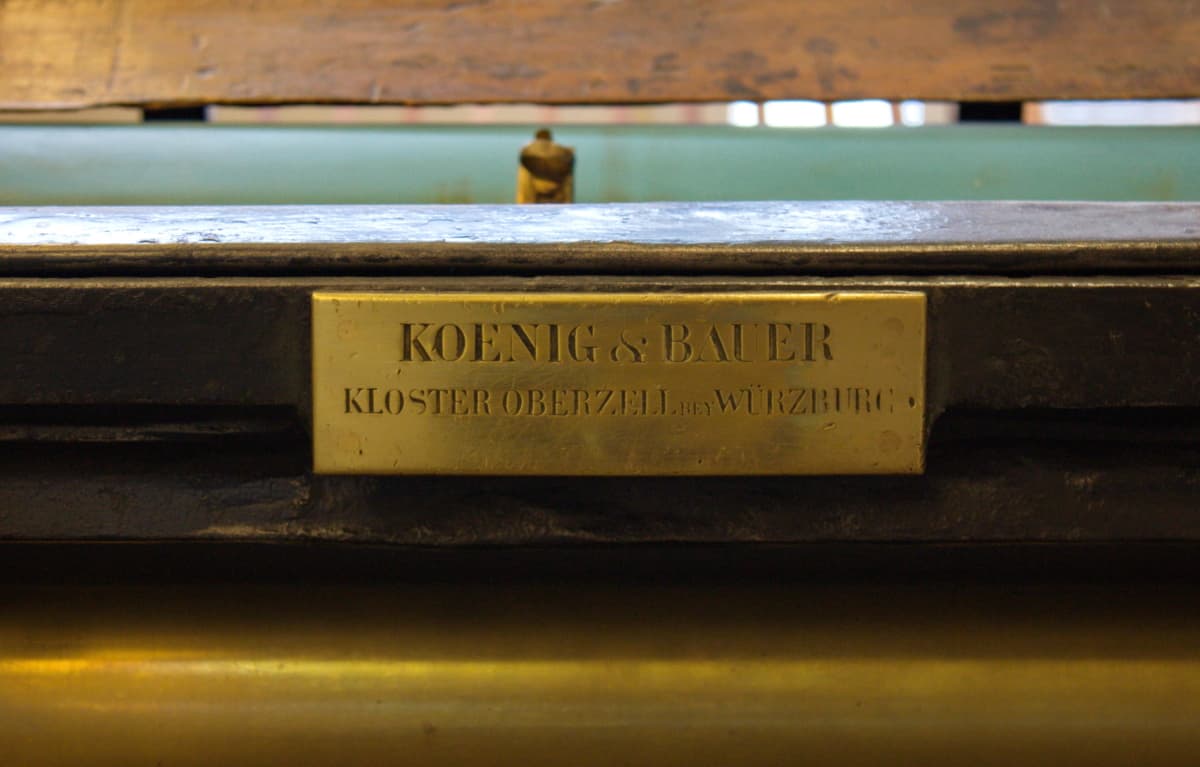 KOENIG & BAUER
KLOSTER OBERZELL BEY WÜRZBURG